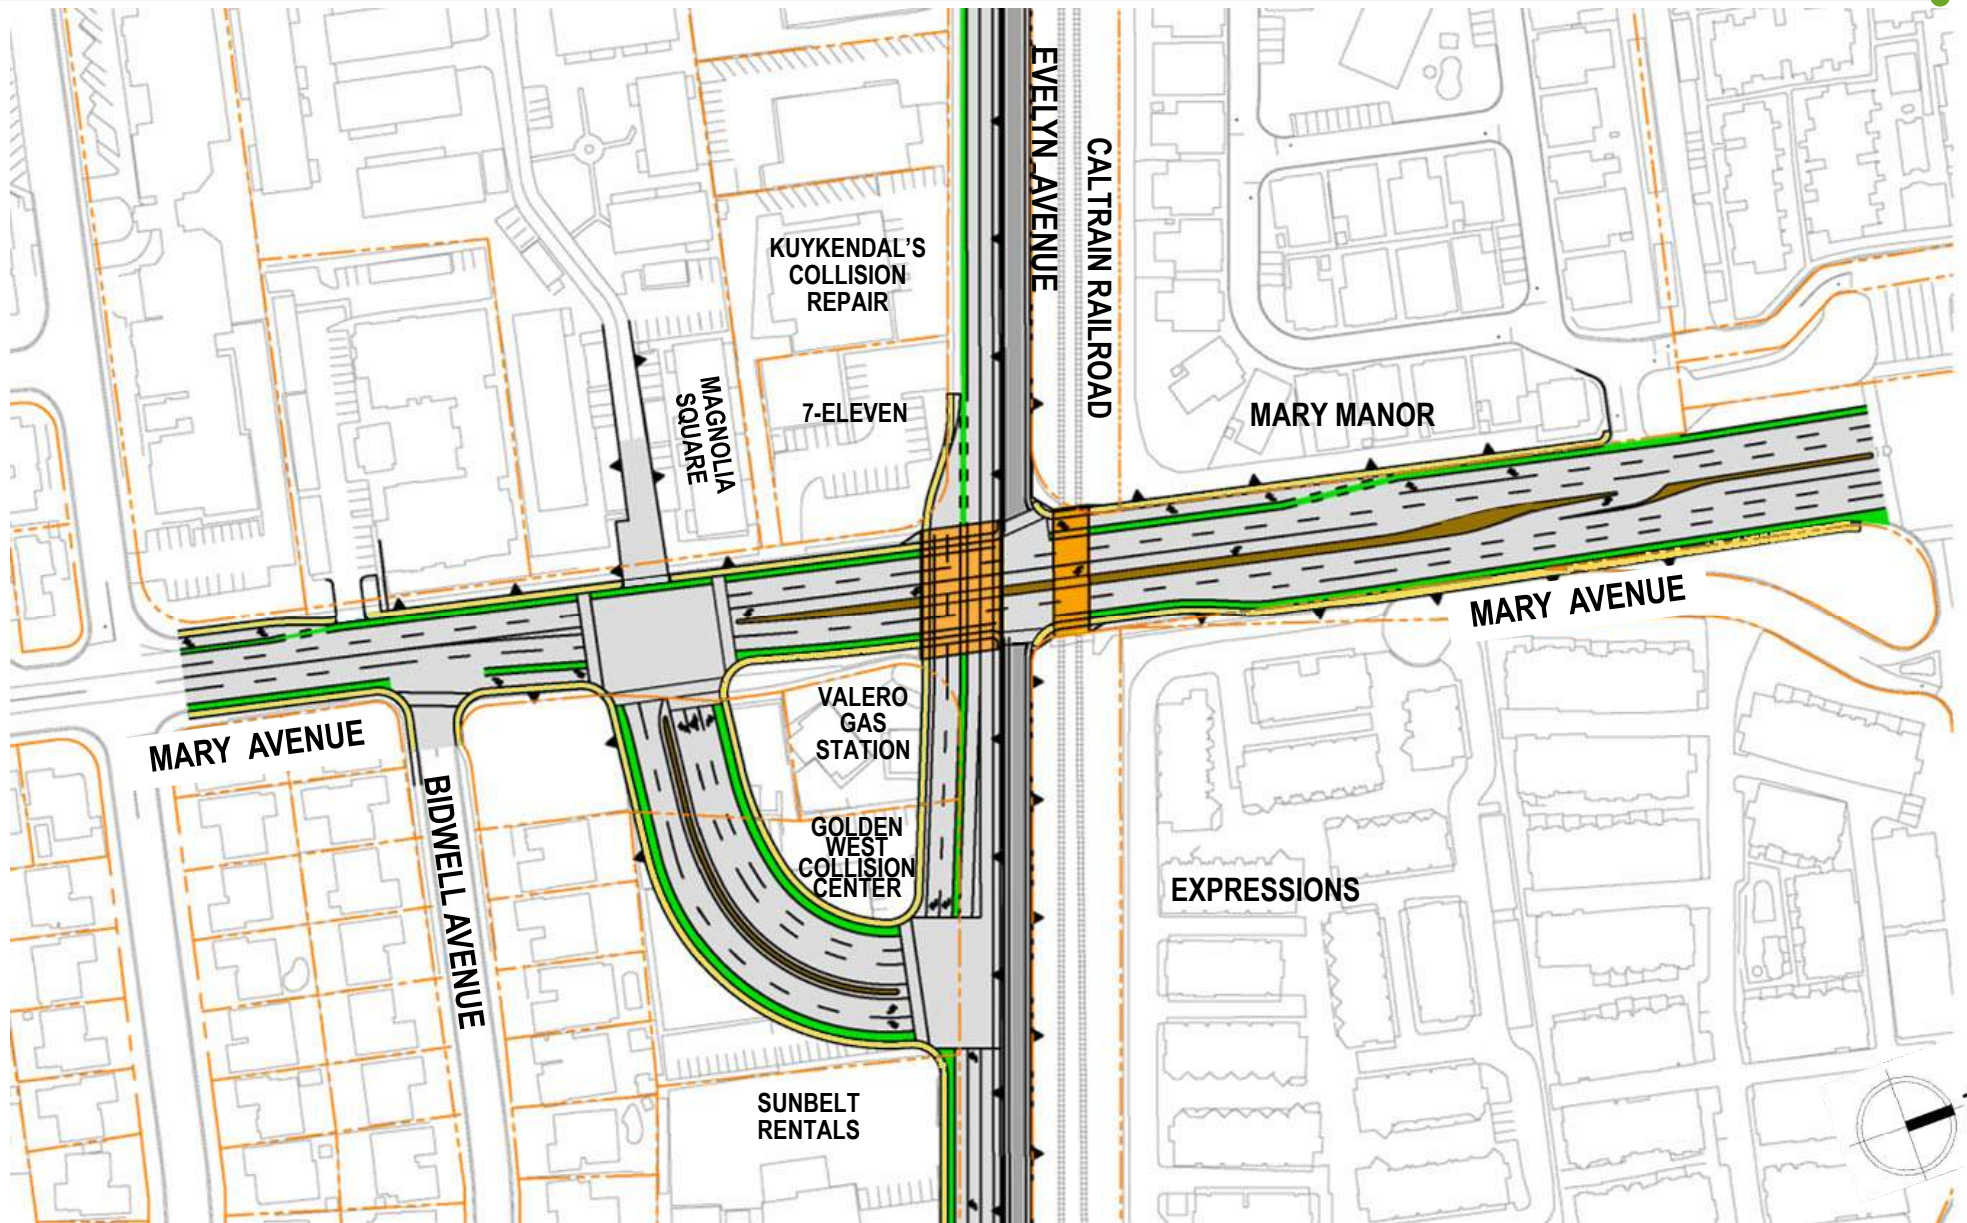 EVELYN AVENUE
CALTRAIN RAILROAD
KUYKENDAL'S
COLLISION
REPAIR
MAGNOLIA
SQUARE
7-ELEVEN
MARY MANOR
MARY AVENUE
MARY AVENUE
VALERO
GAS
STATION
BIDWELL AVENUE
GOLDEN
WEST
COLLISION
CENTER
EXPRESSIONS
SUNBELT
RENTALS